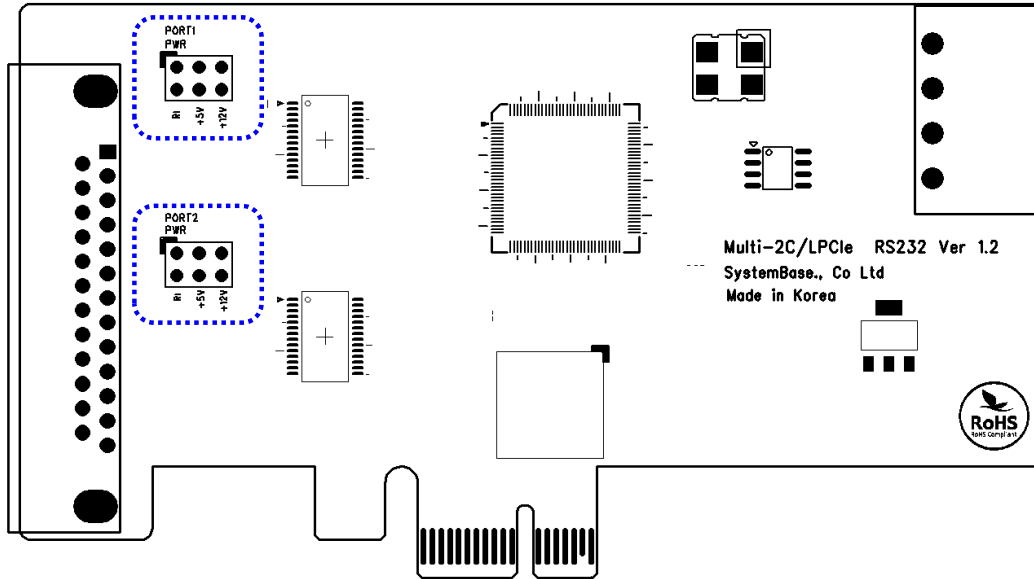 PORT1
PWR
RI +5V +12V
PORT2
PWR
RI +5V +12V
Multi-2C/LPCIe RS232 Ver 1.2
SystemBase., Co Ltd
Made in Korea
RoHS
RoHS Compliant